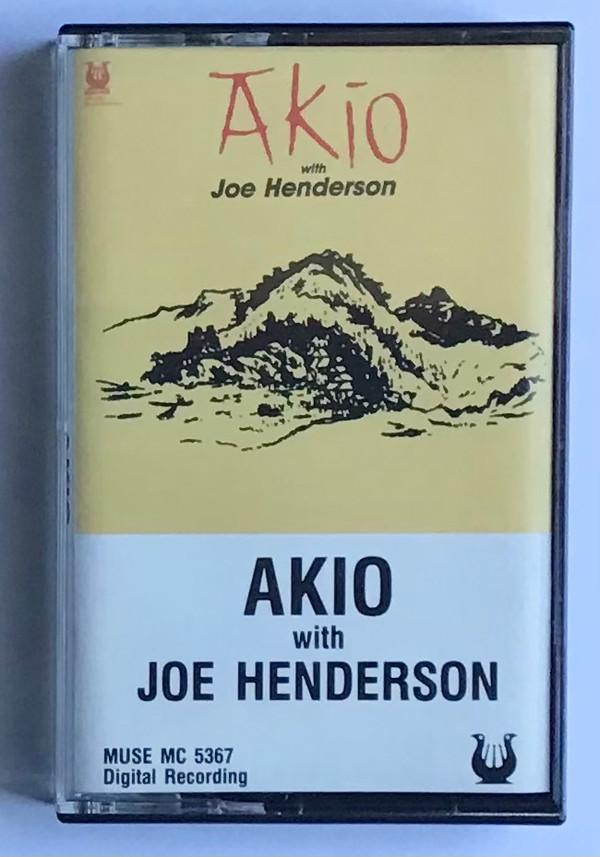 Akio
with
Joe Henderson
AKIO
with
JOE HENDERSON
MUSE MC 5367
Digital Recording